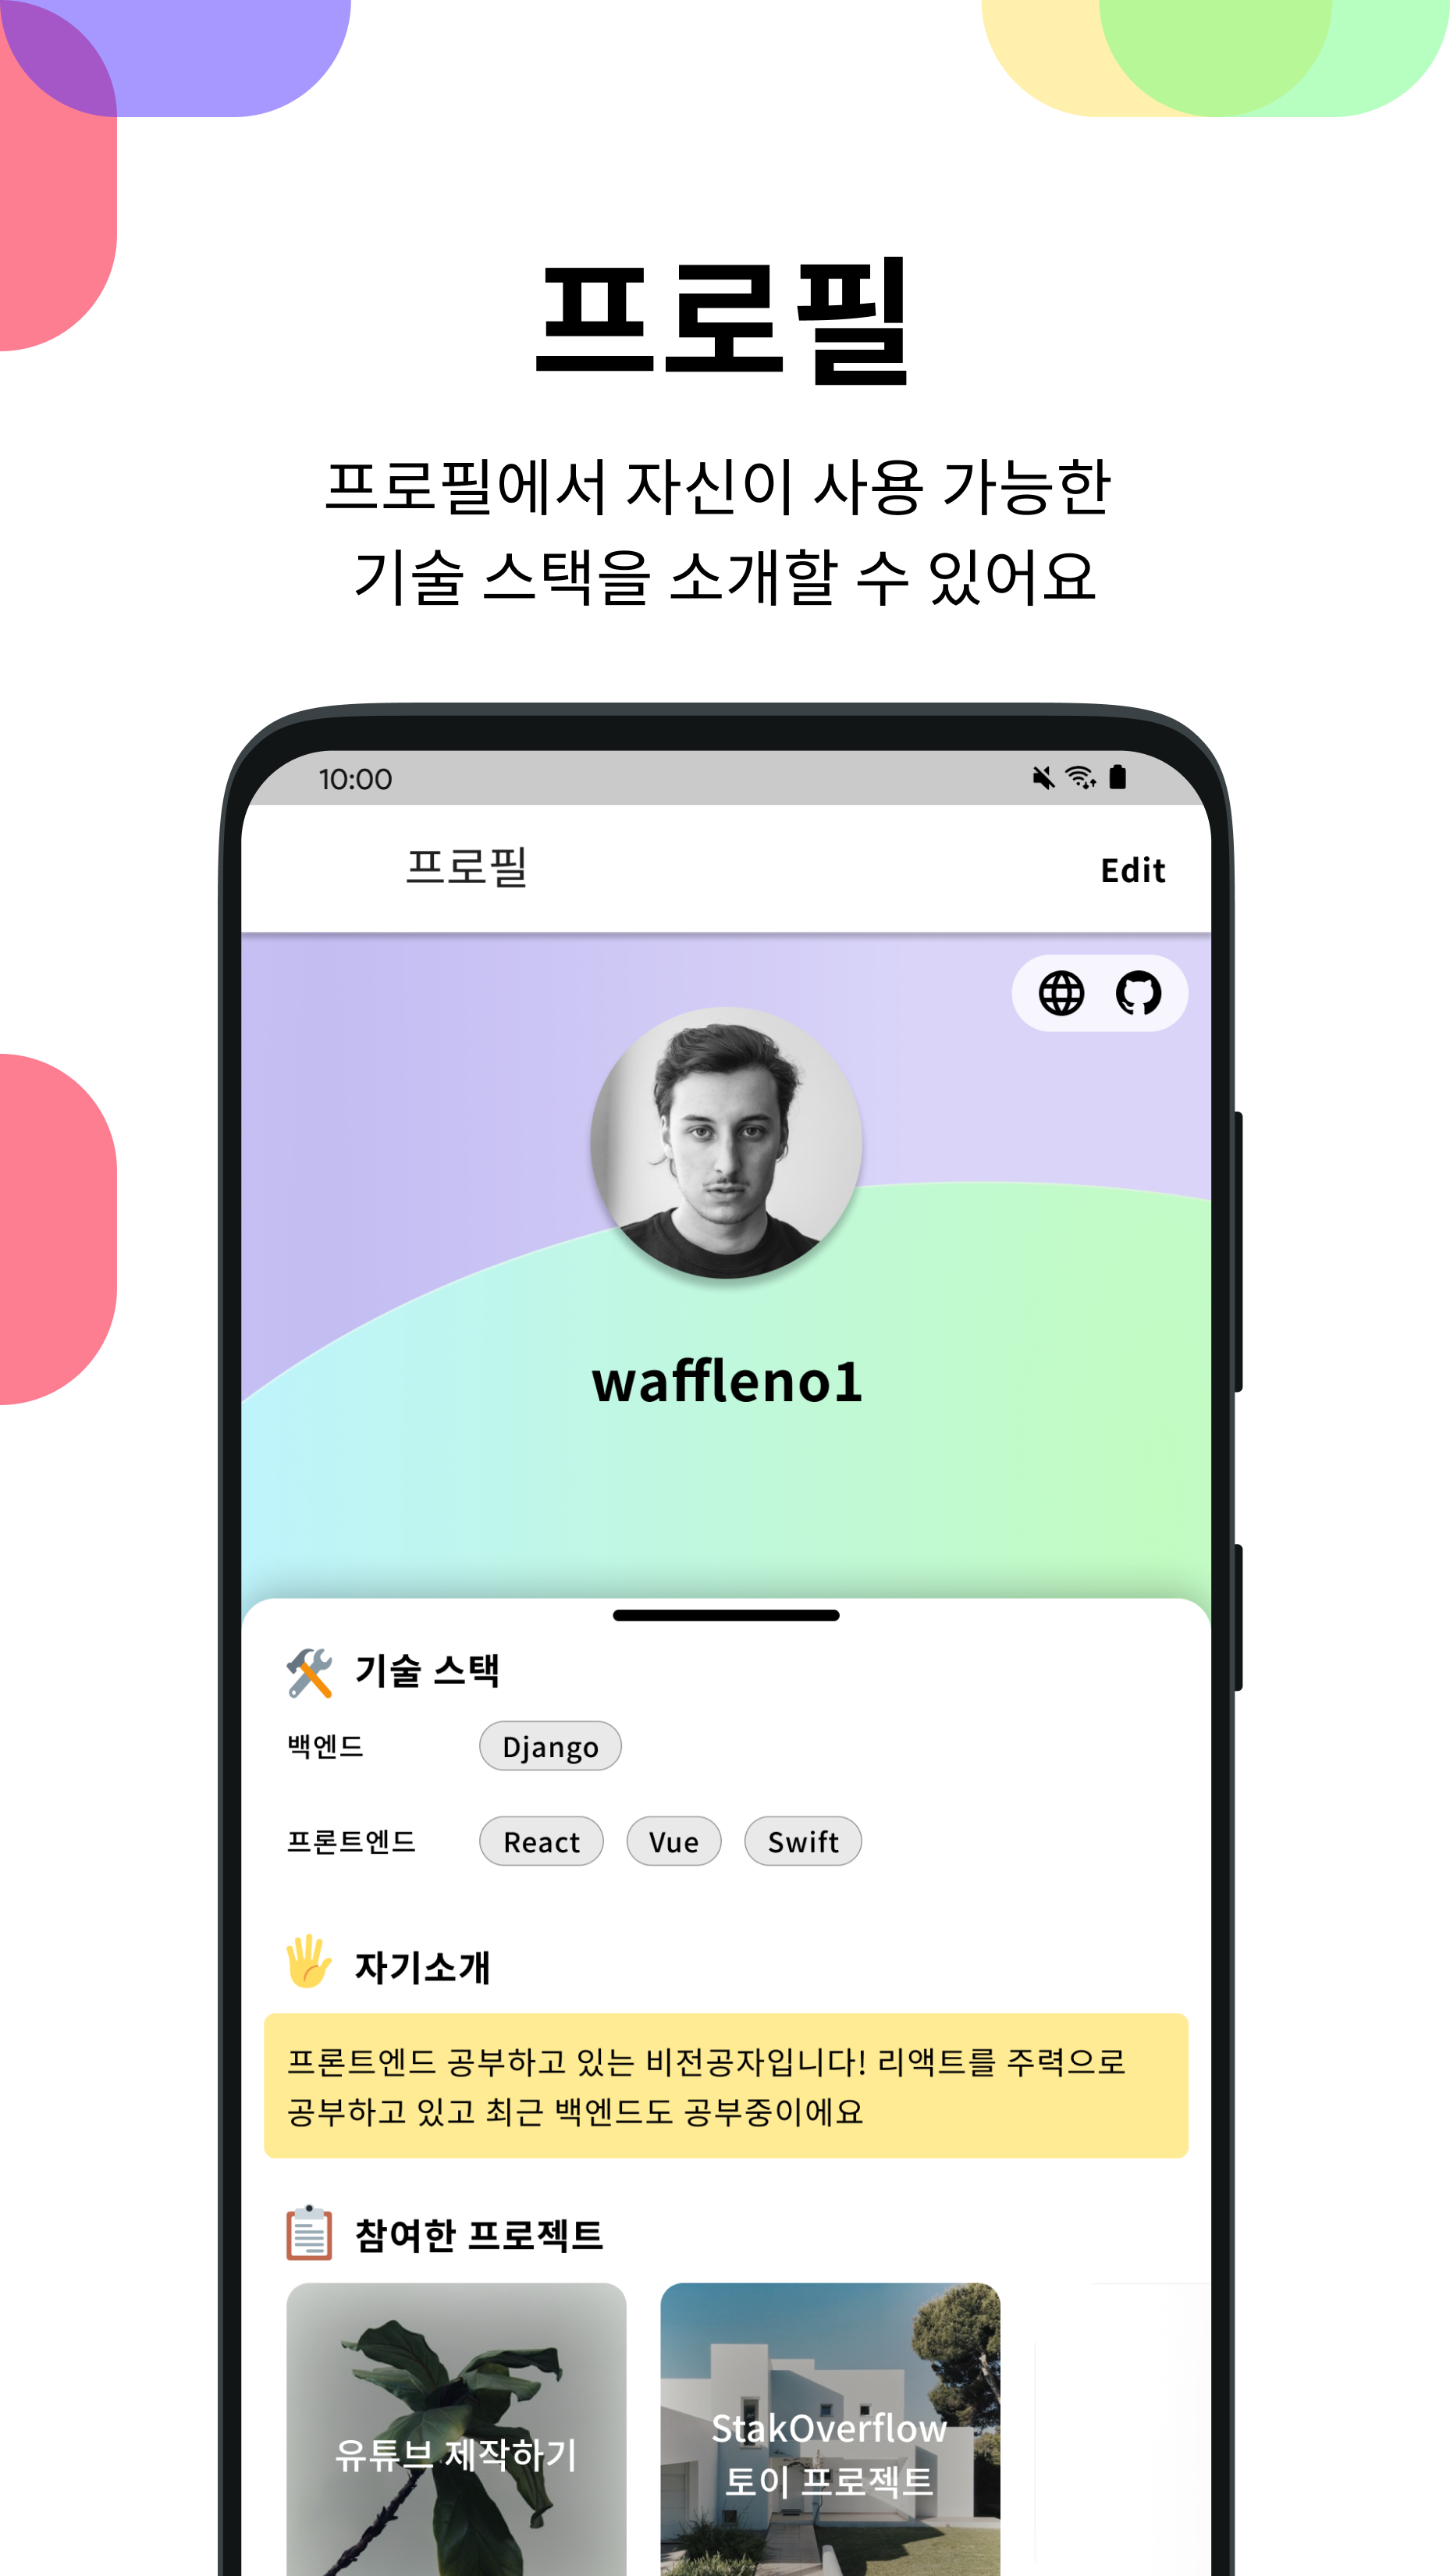 프로필
프로필에서 자신이 사용 가능한
기술 스택을 소개할 수 있어요
10:00
프로필
Edit
waffleno1
기술 스택
백엔드
Django
프론트엔드
React
Vue
Swift
자기소개
프론트엔드 공부하고 있는 비전공자입니다! 리액트를 주력으로
공부하고 있고 최근 백엔드도 공부중이에요
참여한 프로젝트
유튜브 제작하기
StakOverflow
토이 프로젝트